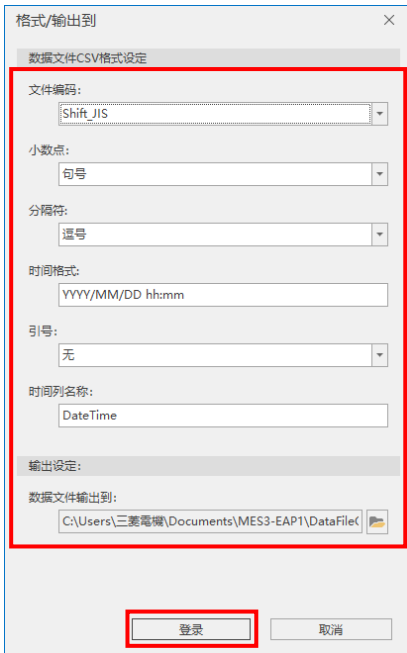 格式/输出到
数据文件CSV格式设定
文件编码:
Shift_JIS
小数点:
句号
分隔符:
逗号
时间格式:
YYYY/MM/DD hh:mm
引号:
无
时间列名称:
DateTime
输出设定:
数据文件输出到:
C:\Users\三菱電機\Documents\MES3-EAP1\DataFile(
登录
取消